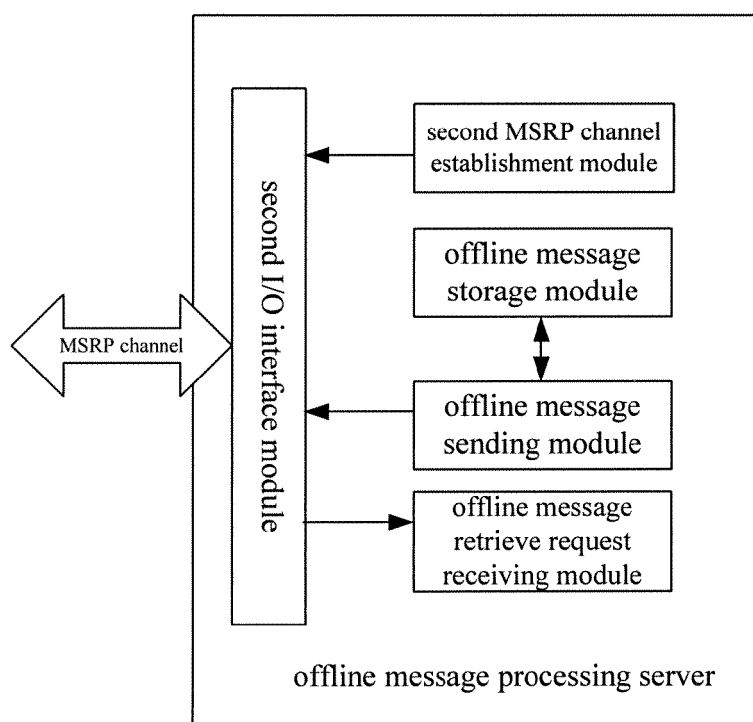 second MSRP channel
establishment module
offline message
storage module
MSRP channel
second I/O interface module
offline message
sending module
offline message
retrieve request
receiving module
offline message processing server